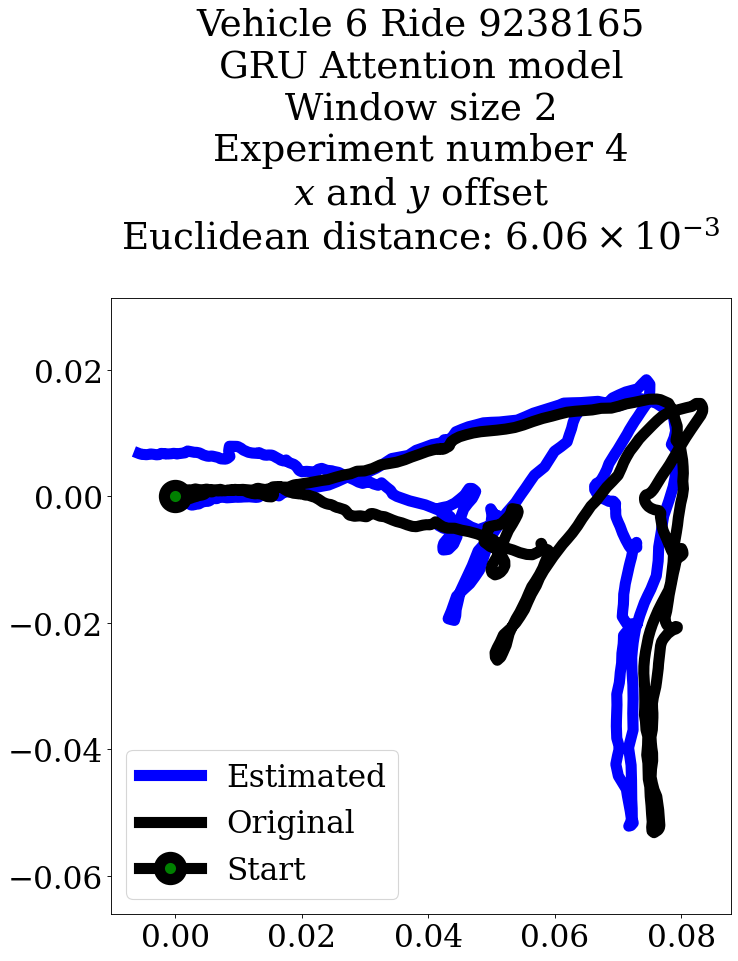 Vehicle 6 Ride 9238165
GRU Attention model
Window size 2
Experiment number 4
x and y offset
Euclidean distance: 6.06 × 10⁻³
0.02
0.00
−0.02
−0.04
−0.06
Estimated
Original
Start
0.00 0.02 0.04 0.06 0.08